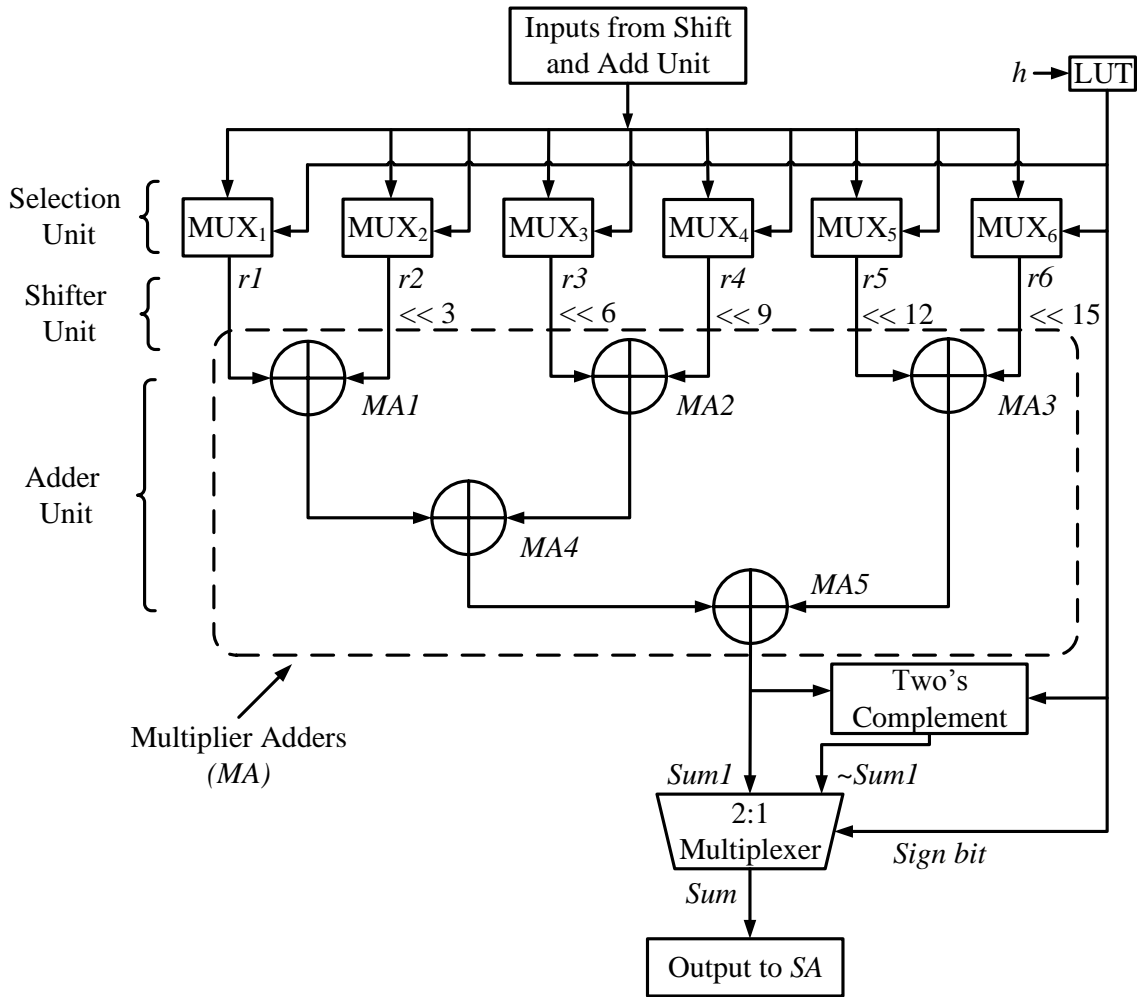 Inputs from Shift
and Add Unit
h
LUT
Selection
Unit
MUX₁
MUX₂
MUX₃
MUX₄
MUX₅
MUX₆
Shifter
Unit
r1
r2
r3
r4
r5
r6
<< 3
<< 6
<< 9
<< 12
<< 15
MA1
MA2
MA3
Adder
Unit
MA4
MA5
Multiplier Adders
(MA)
Two's
Complement
Sum1
~Sum1
2:1
Multiplexer
Sign bit
Sum
Output to SA